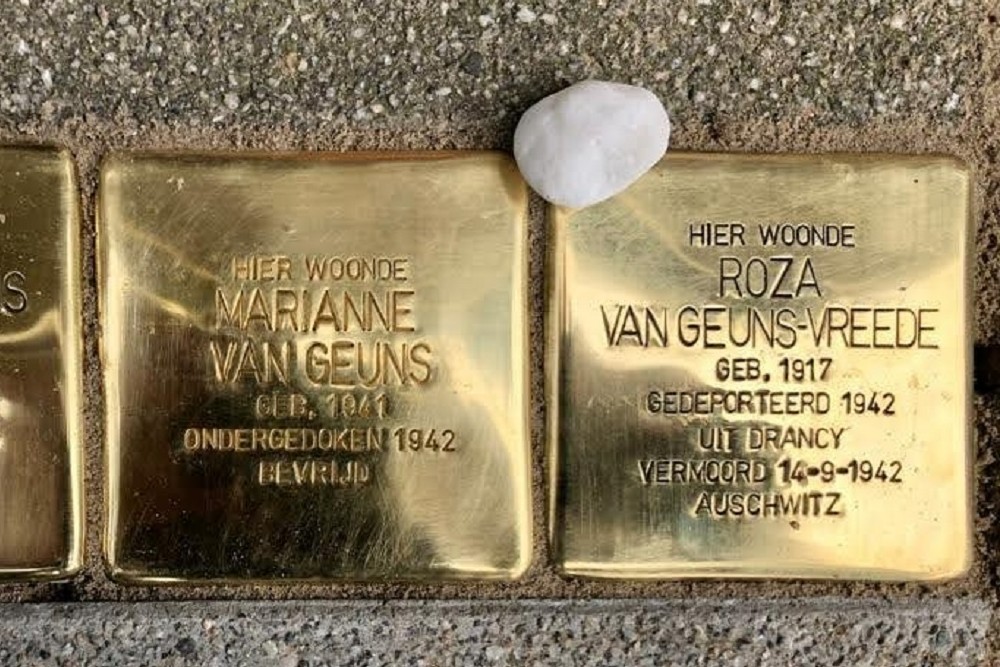 S
HIER WOONDE
MARIANNE
VAN GEUNS
GEB. 1941
ONDERGEDOKEN 1942
BEVRIJD
HIER WOONDE
ROZA
VAN GEUNS-VREEDE
GEB. 1917
GEDEPORTEERD 1942
UIT DRANCY
VERMOORD 14-9-1942
AUSCHWITZ